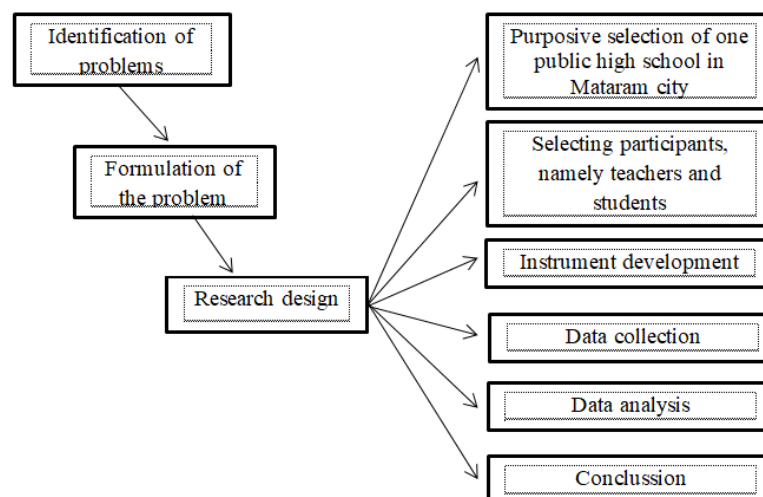 Identification of
problems
Formulation of
the problem
Research design
Purposive selection of one
public high school in
Mataram city
Selecting participants,
namely teachers and
students
Instrument development
Data collection
Data analysis
Conclussion